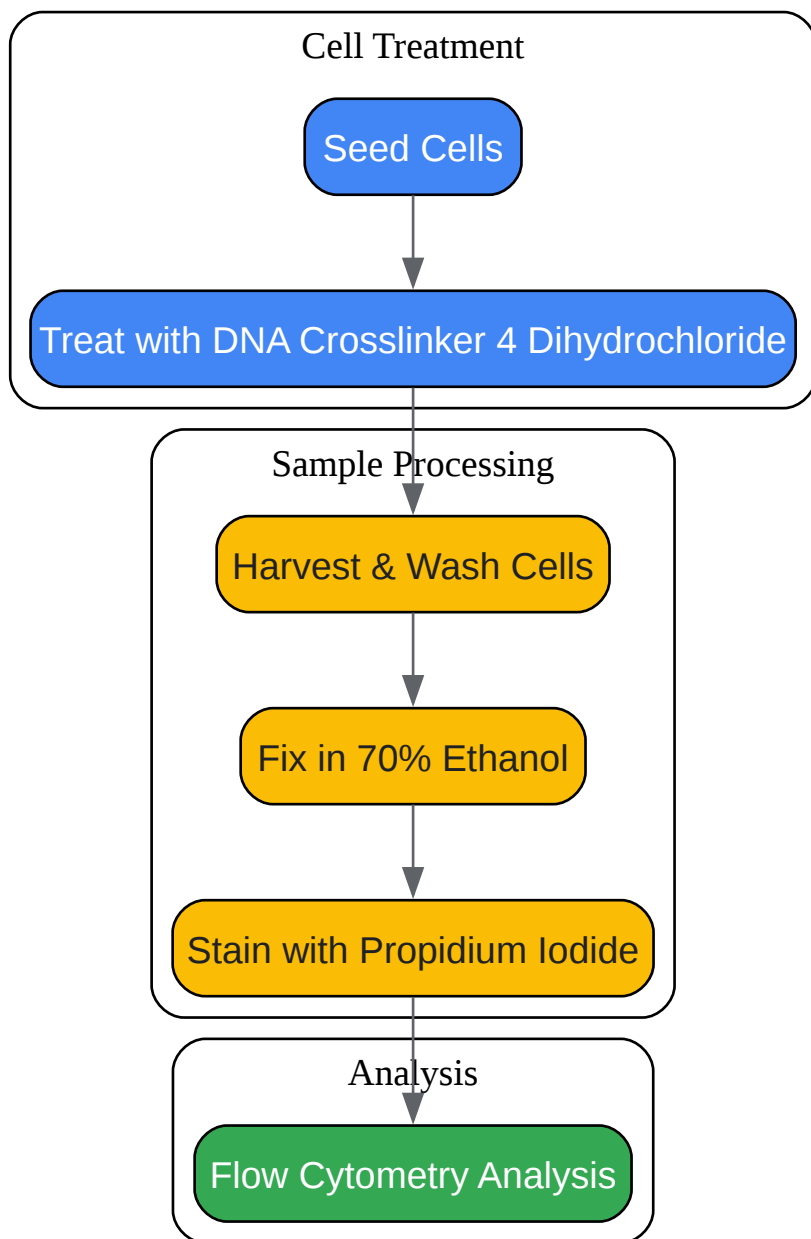 Cell Treatment
Seed Cells
Treat with DNA Crosslinker 4 Dihydrochloride
Sample Processing
Harvest & Wash Cells
Fix in 70% Ethanol
Stain with Propidium Iodide
Analysis
Flow Cytometry Analysis